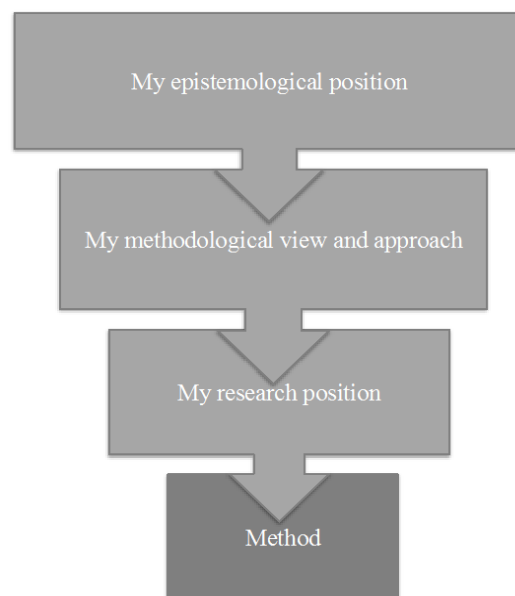 My epistemological position
My methodological view and approach
My research position
Method